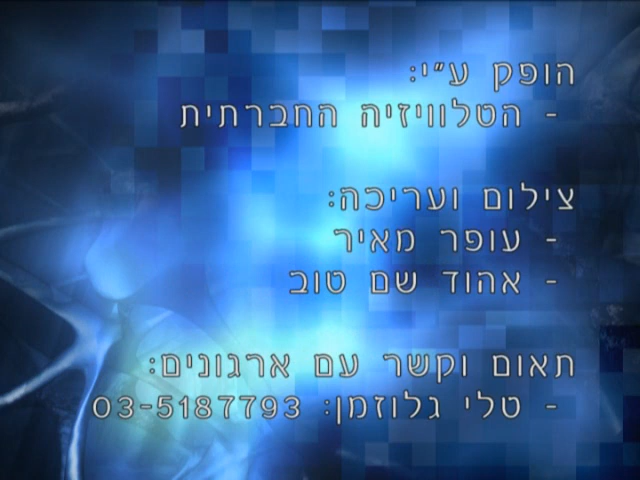 הופק ע״י:
- הטלוויזיה החברתית
צילום ועריכה:
- עופר מאיר
- אהוד שם טוב
תאום וקשר עם ארגונים:
- טלי גלוזמן: 03-5187793